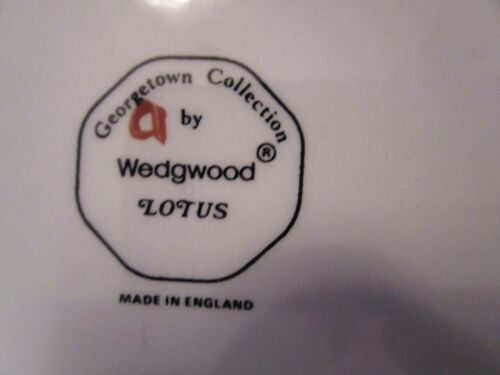 Georgetown Collection
a by
Wedgwood ®
LOTUS
MADE IN ENGLAND